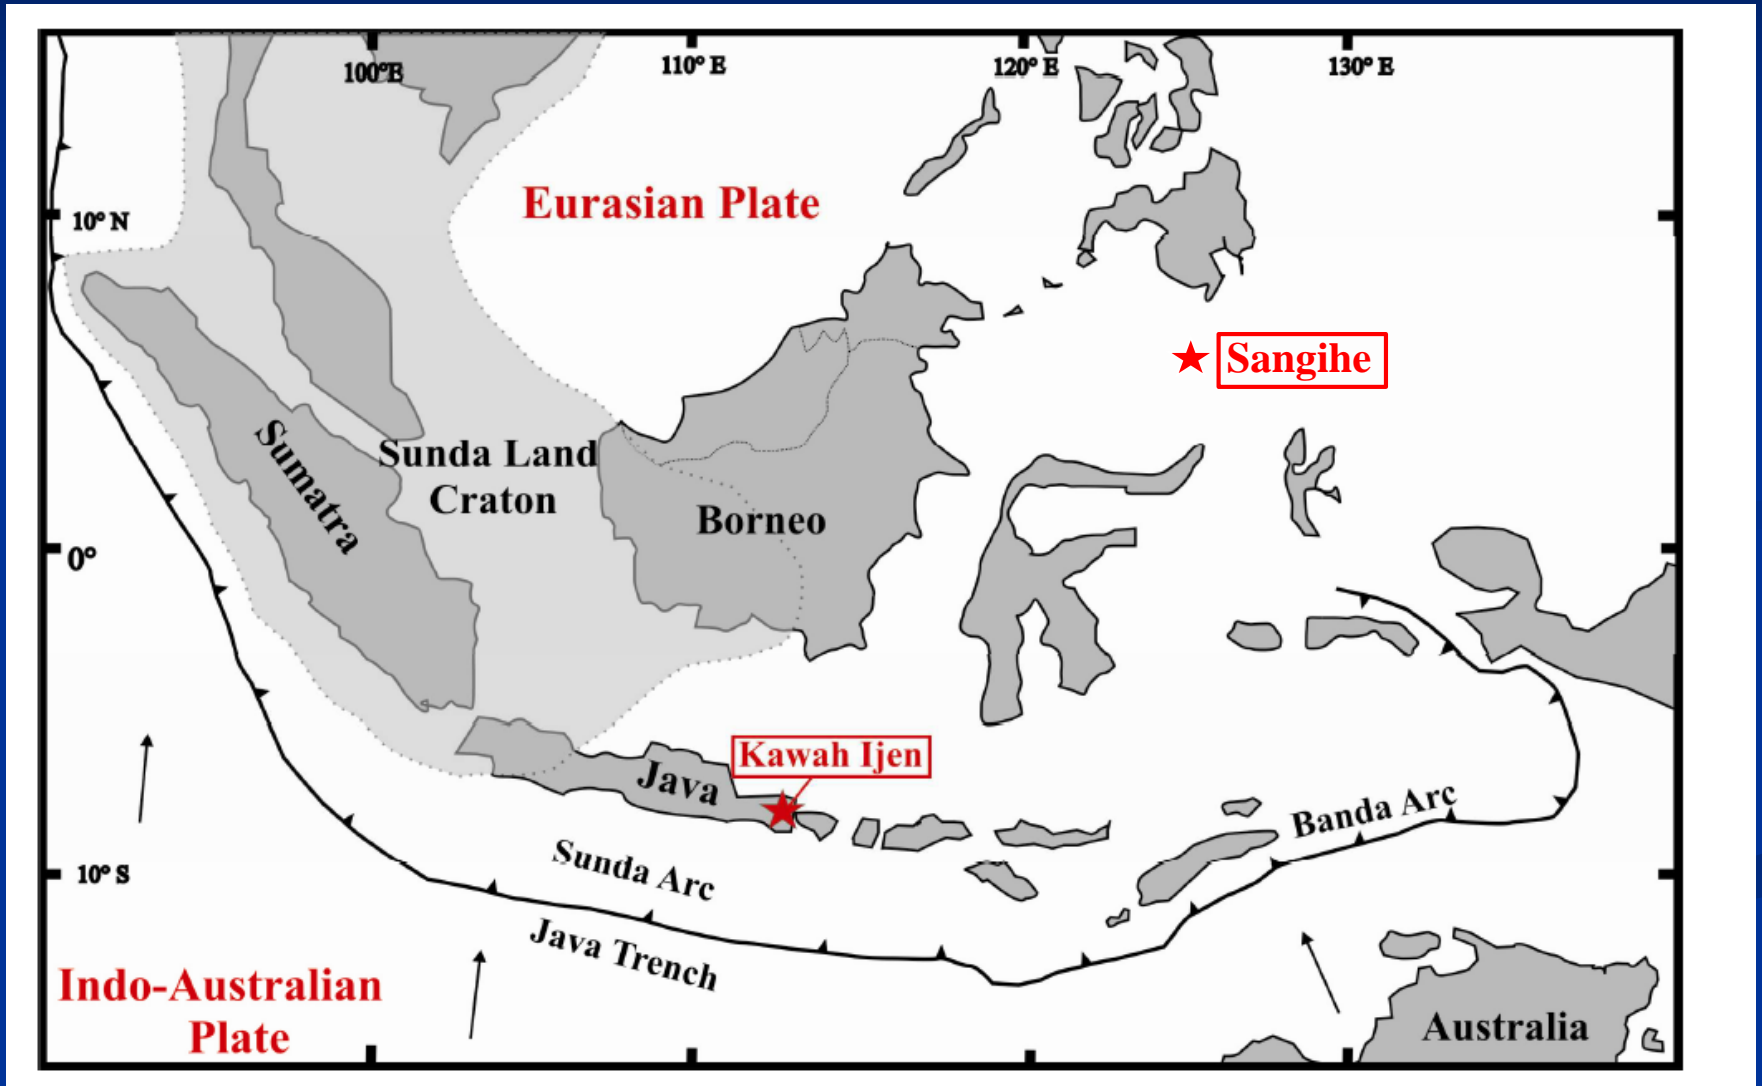 100°E
110° E
120° E
130° E
10° N
Eurasian Plate
Sangihe
Sumatra
Sunda Land
Craton
Borneo
0°
Kawah Ijen
Java
Banda Arc
Sunda Arc
10° S
Java Trench
Indo-Australian
Plate
Australia